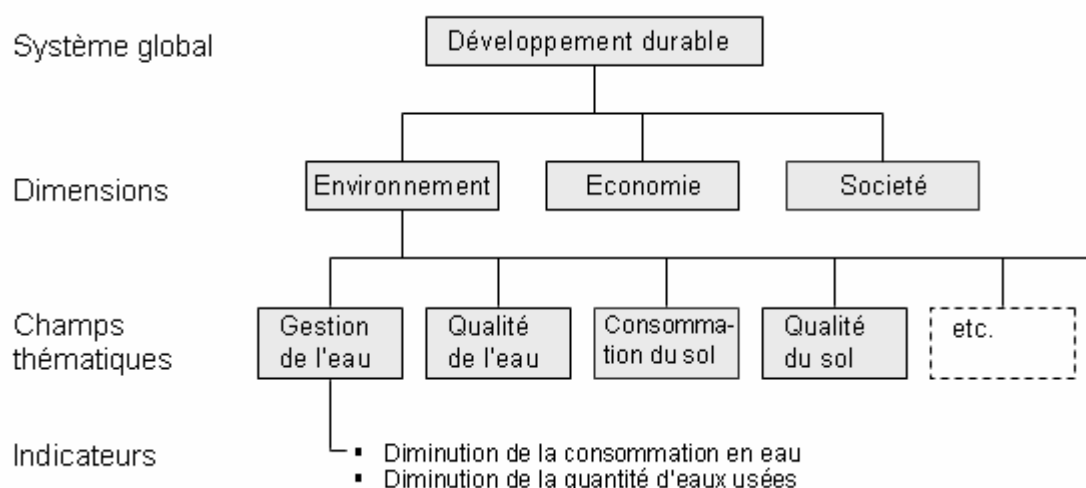 Système global
Développement durable
Dimensions
Environnement
Economie
Societé
Champs
thématiques
Gestion
de l'eau
Qualité
de l'eau
Consomma-
tion du sol
Qualité
du sol
etc.
Indicateurs
▪ Diminution de la consommation en eau
▪ Diminution de la quantité d'eaux usées